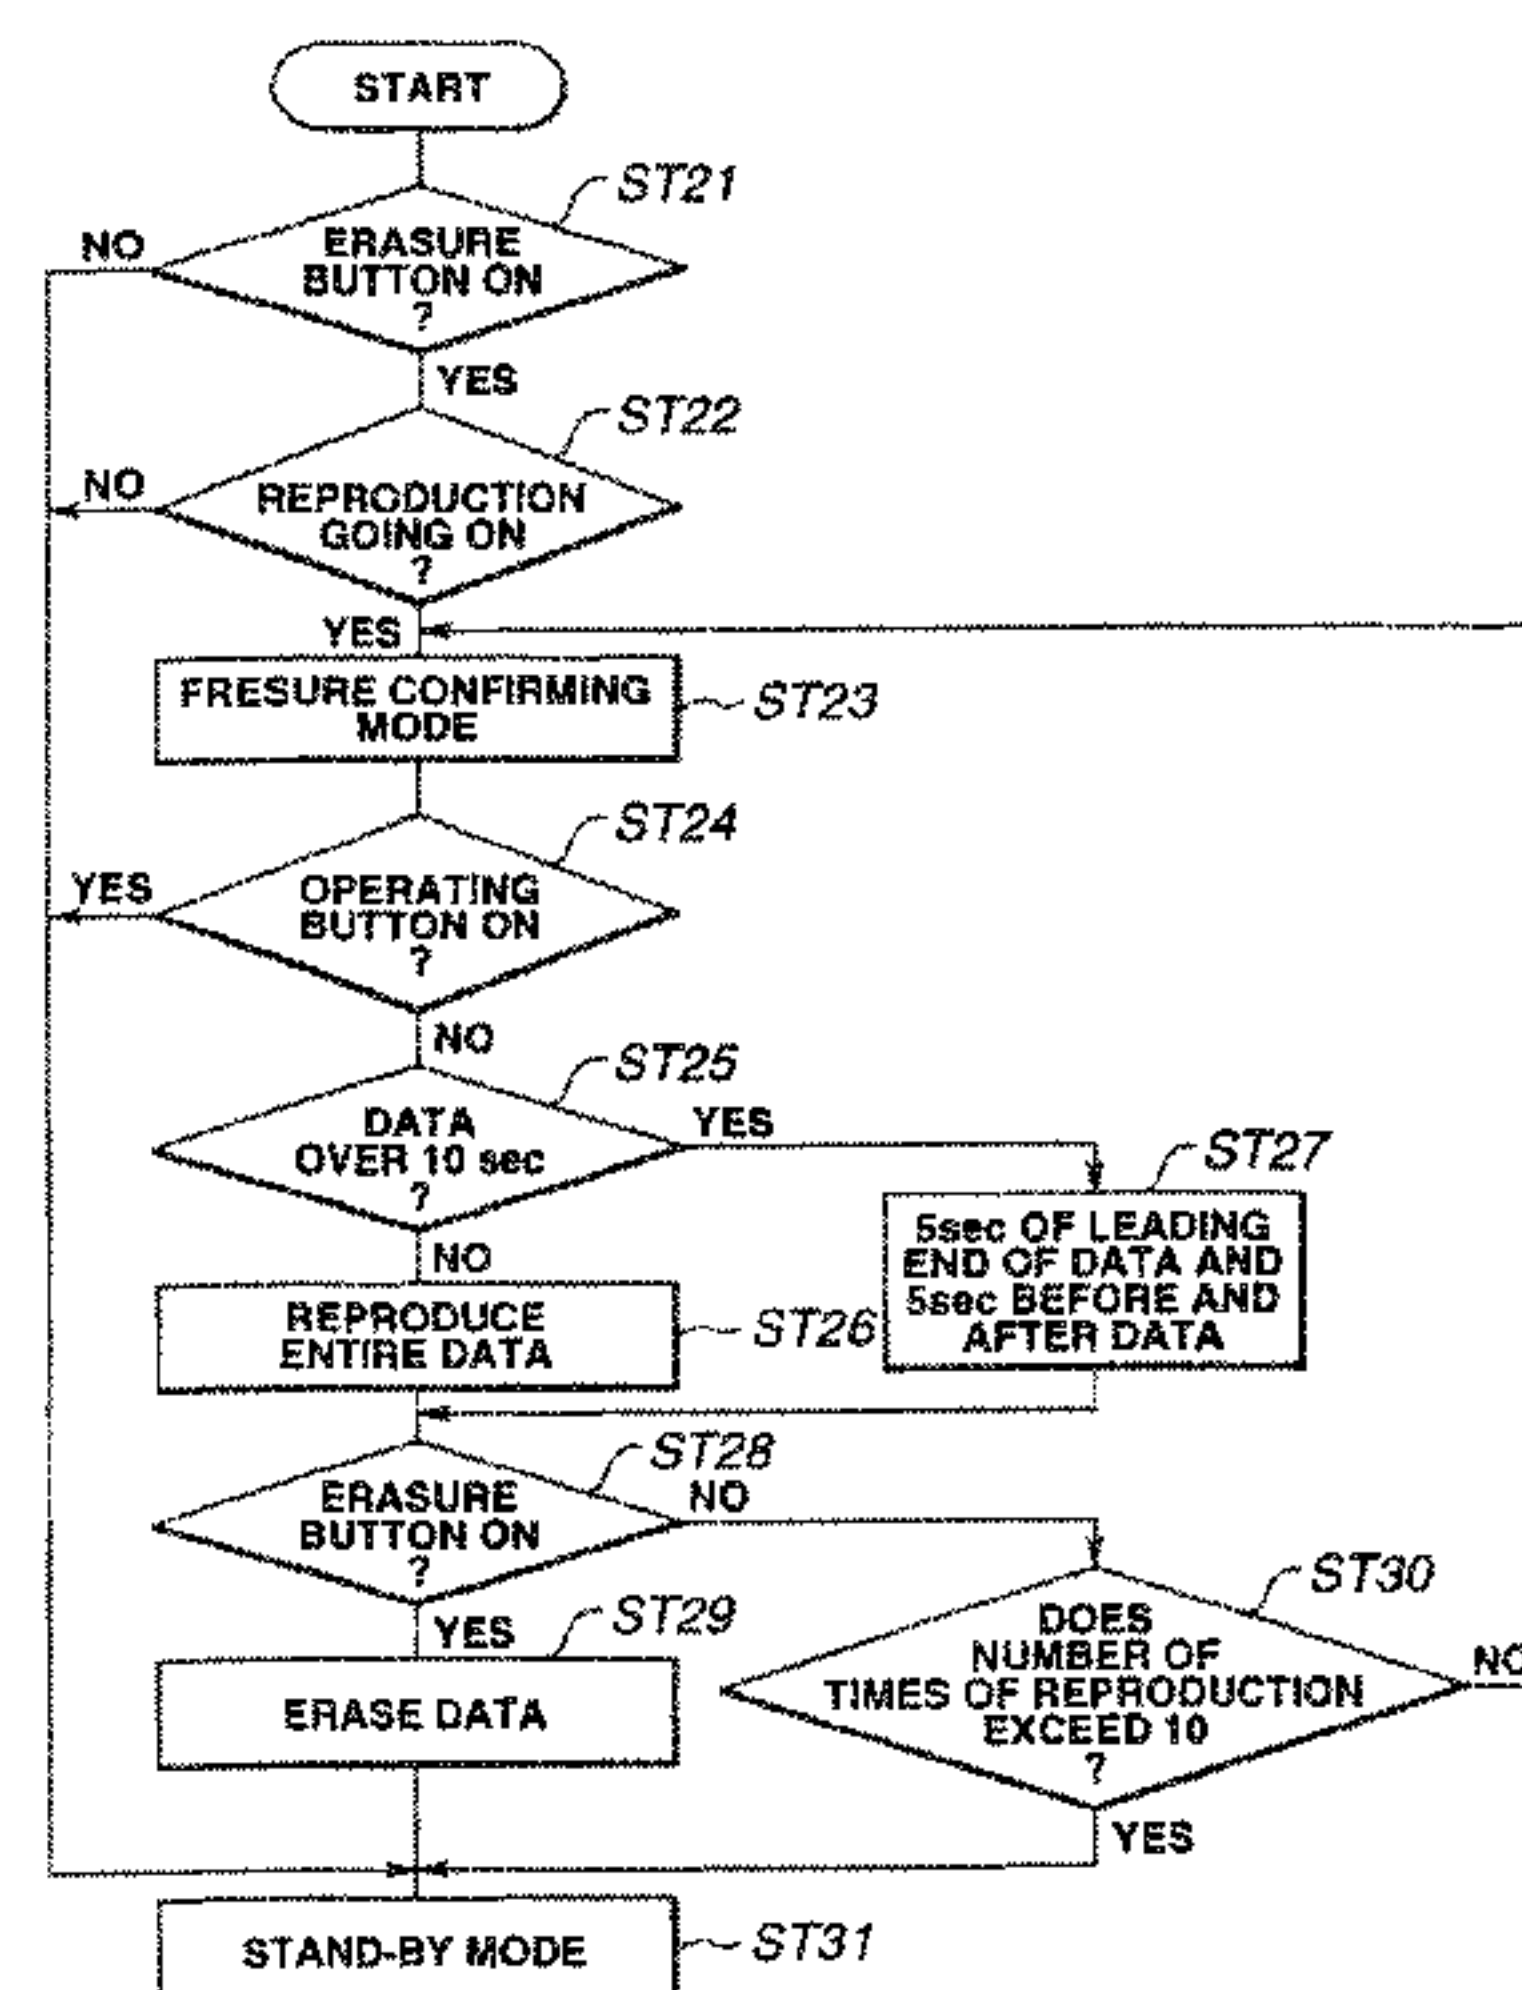 START
ST21
NO
ERASURE
BUTTON ON
?
YES
ST22
NO
REPRODUCTION
GOING ON
?
YES
FRESURE CONFIRMING
MODE
ST23
ST24
YES
OPERATING
BUTTON ON
?
NO
ST25
DATA
OVER 10 sec
?
YES
ST27
5sec OF LEADING
END OF DATA AND
5sec BEFORE AND
AFTER DATA
NO
REPRODUCE
ENTIRE DATA
ST26
ST28
ERASURE
BUTTON ON
?
NO
YES
ST29
ERASE DATA
ST30
DOES
NUMBER OF
TIMES OF REPRODUCTION
EXCEED 10
?
NO
YES
STAND-BY MODE
ST31